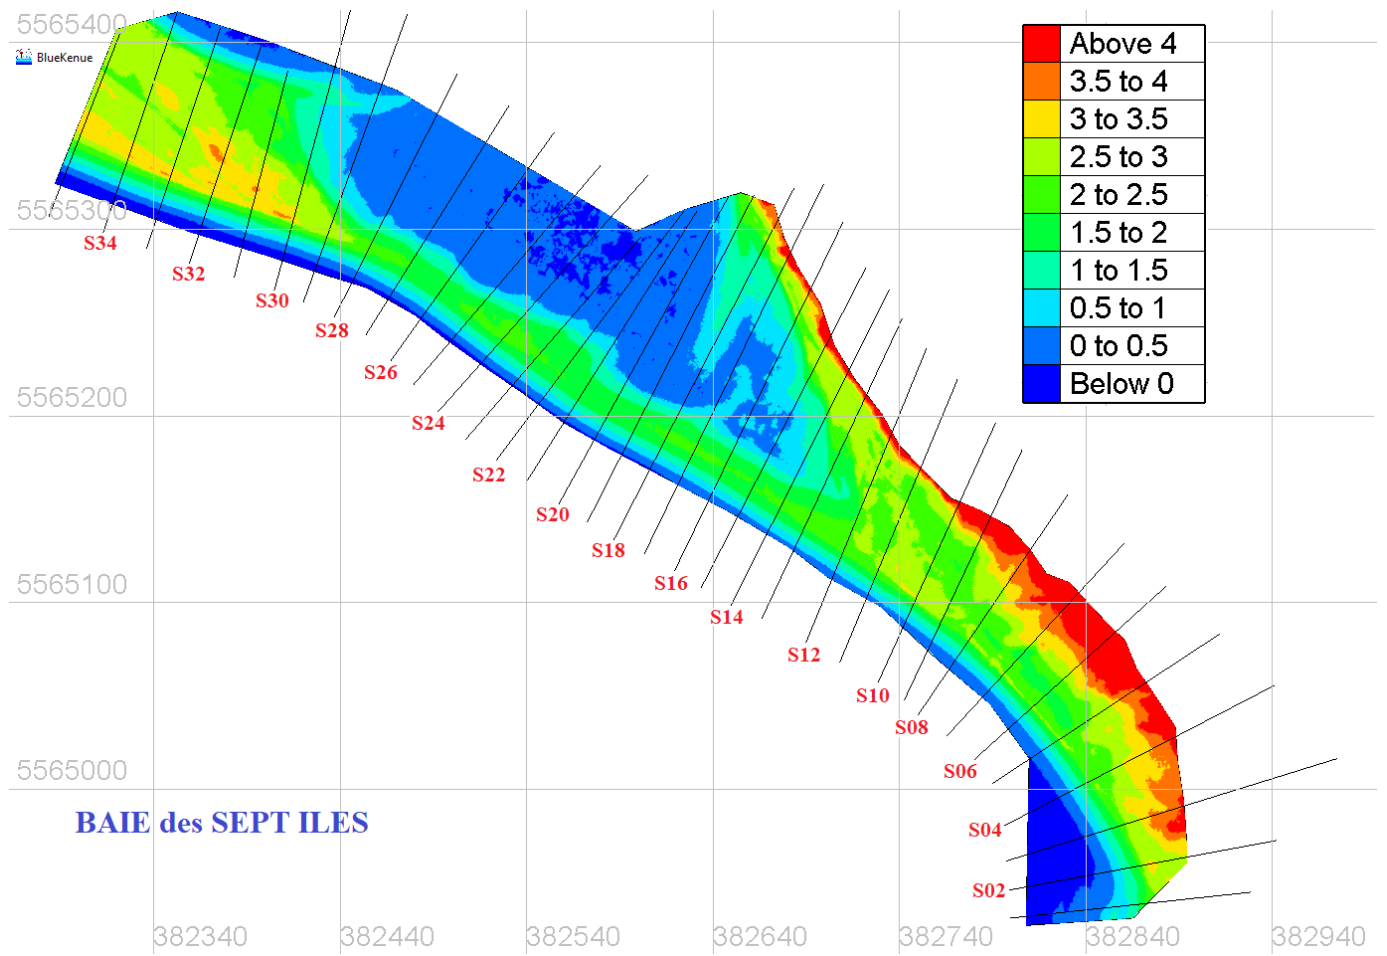 5565400
BlueKenue
Above 4
3.5 to 4
3 to 3.5
2.5 to 3
2 to 2.5
1.5 to 2
1 to 1.5
0.5 to 1
0 to 0.5
Below 0
5565300
S34
S32
S30
S28
S26
5565200
S24
S22
S20
S18
S16
5565100
S14
S12
S10
S08
S06
5565000
BAIE des SEPT ILES
S04
S02
382340
382440
382540
382640
382740
382840
382940